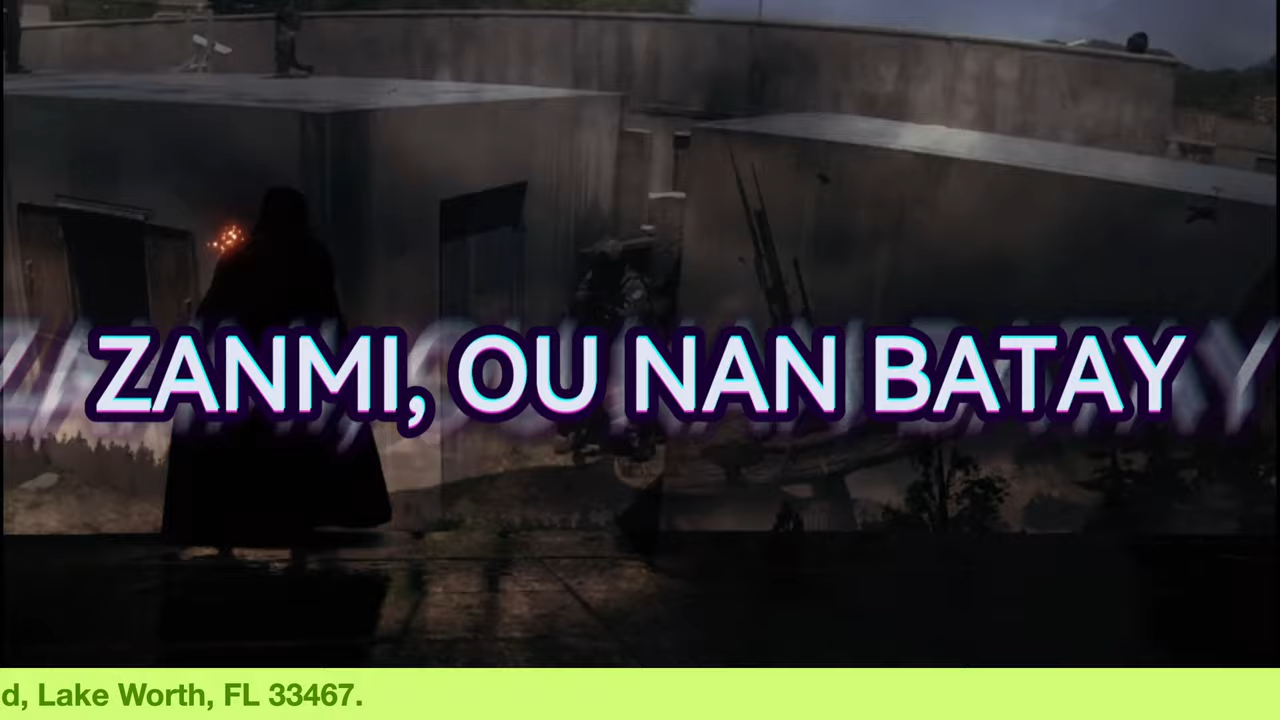 ZANMI, OU NAN BATAY
d, Lake Worth, FL 33467.